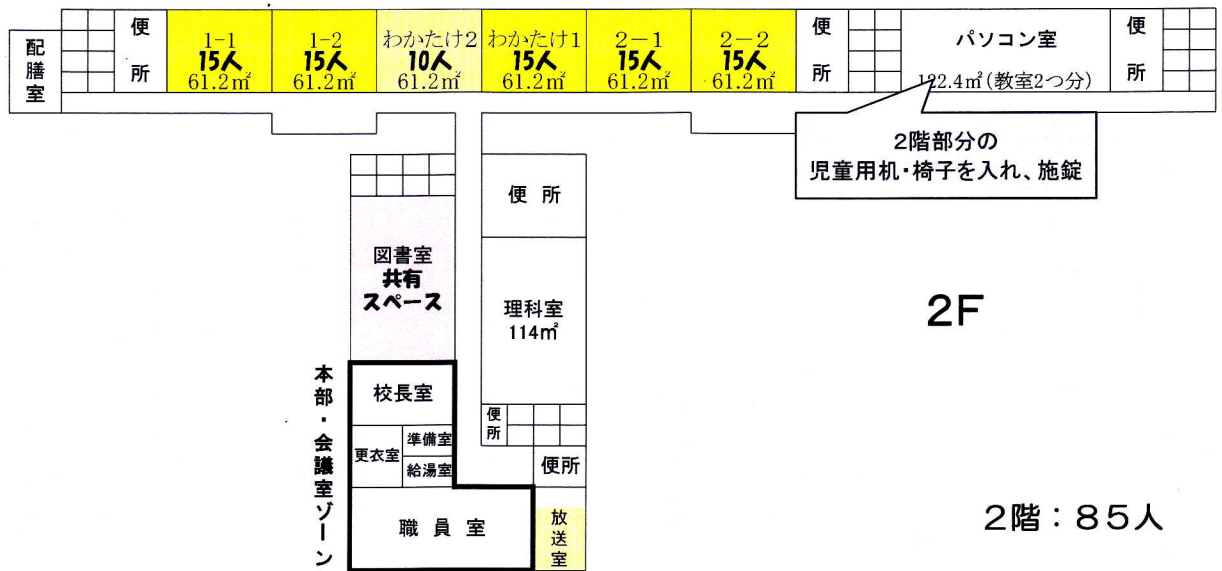 配膳室
便所
1-1
15人
61.2㎡
1-2
15人
61.2㎡
わかたけ2
10人
61.2㎡
わかたけ1
15人
61.2㎡
2-1
15人
61.2㎡
2-2
15人
61.2㎡
便所
パソコン室
122.4㎡(教室2つ分)
便所
2階部分の
児童用机・椅子を入れ、施錠
便所
図書室
共有
スペース
理科室
114㎡
2F
本部・会議室ゾーン
校長室
便所
更衣室
準備室
給湯室
便所
職員室
放送室
2階：85人